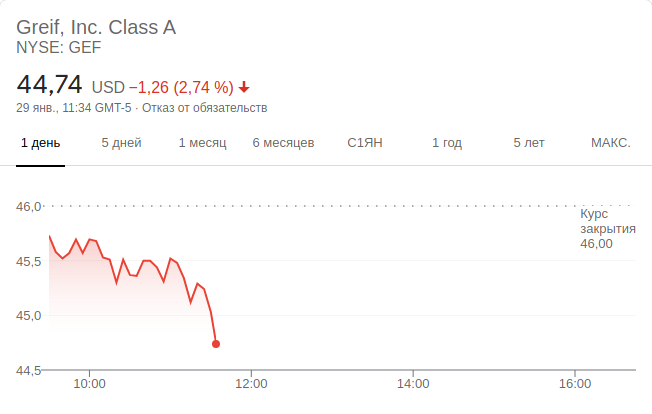 Greif, Inc. Class A
NYSE: GEF
44,74 USD −1,26 (2,74 %)
29 янв., 11:34 GMT-5 · Отказ от обязательств
1 день 5 дней 1 месяц 6 месяцев С1ЯН 1 год 5 лет МАКС.
46,0
Курс
закрытия
46,00
45,5
45,0
44,5
10:00 12:00 14:00 16:00